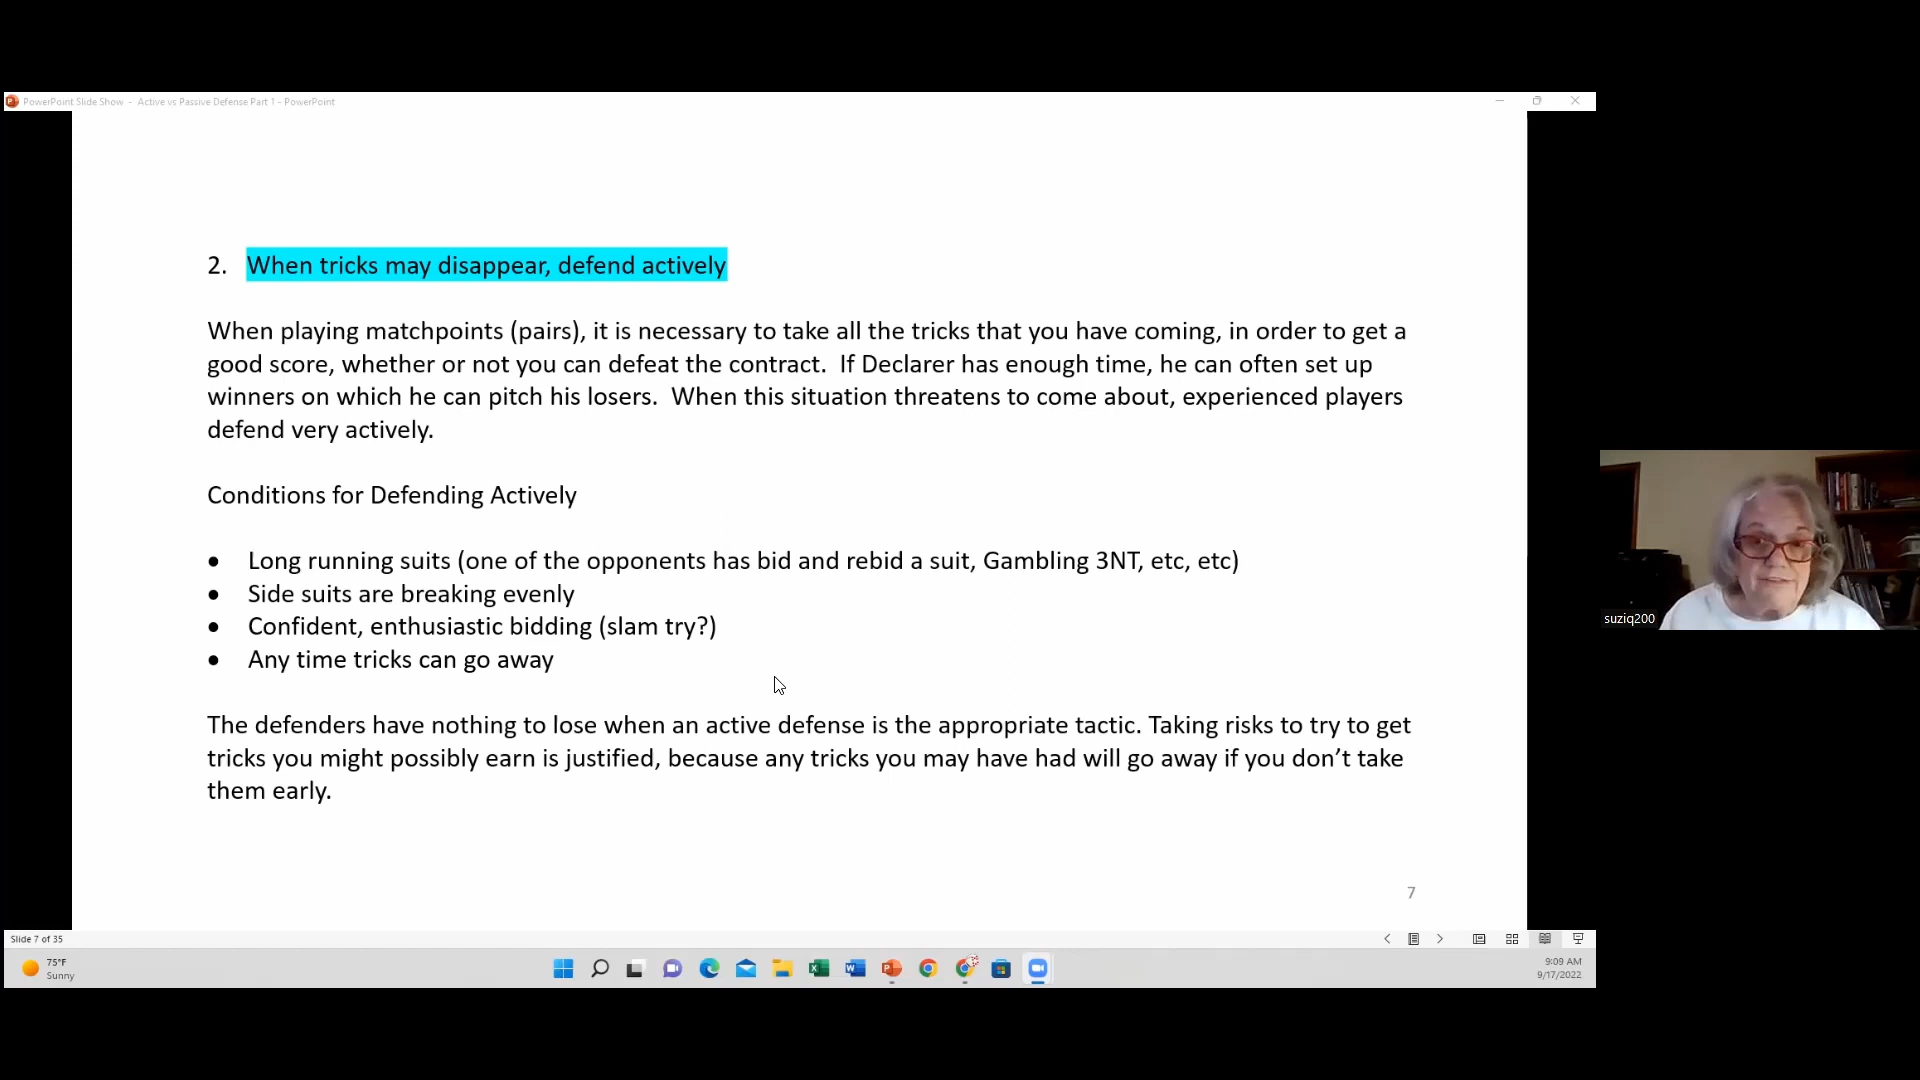 PowerPoint Slide Show - Active vs Passive Defense Part 1 - PowerPoint
2. When tricks may disappear, defend actively
When playing matchpoints (pairs), it is necessary to take all the tricks that you have coming, in order to get a
good score, whether or not you can defeat the contract. If Declarer has enough time, he can often set up
winners on which he can pitch his losers. When this situation threatens to come about, experienced players
defend very actively.
Conditions for Defending Actively
● Long running suits (one of the opponents has bid and rebid a suit, Gambling 3NT, etc, etc)
● Side suits are breaking evenly
● Confident, enthusiastic bidding (slam try?)
● Any time tricks can go away
The defenders have nothing to lose when an active defense is the appropriate tactic. Taking risks to try to get
tricks you might possibly earn is justified, because any tricks you may have had will go away if you don’t take
them early.
7
suziq200
Slide 7 of 35
75°F
Sunny
9:09 AM
9/17/2022